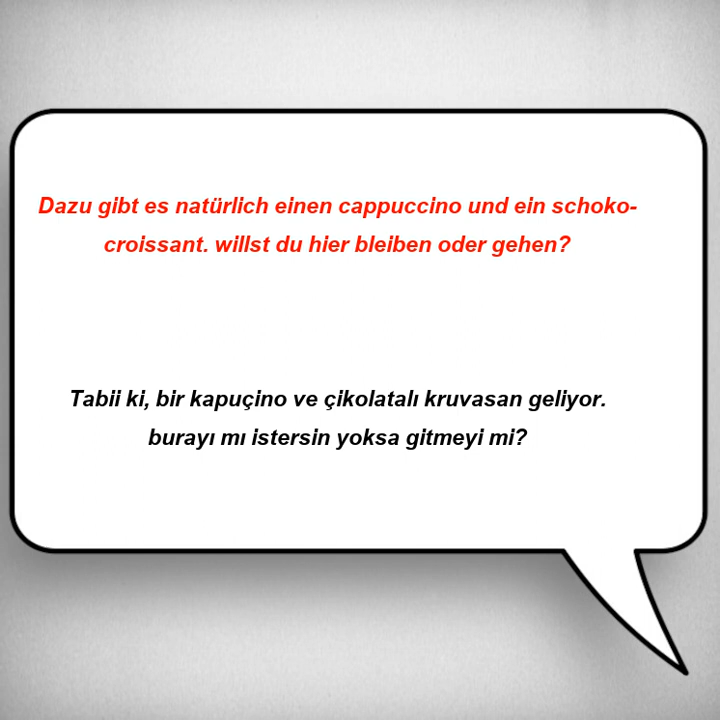 Dazu gibt es natürlich einen cappuccino und ein schoko-
croissant. willst du hier bleiben oder gehen?
Tabii ki, bir kapuçino ve çikolatalı kruvasan geliyor.
burayı mı istersin yoksa gitmeyi mi?